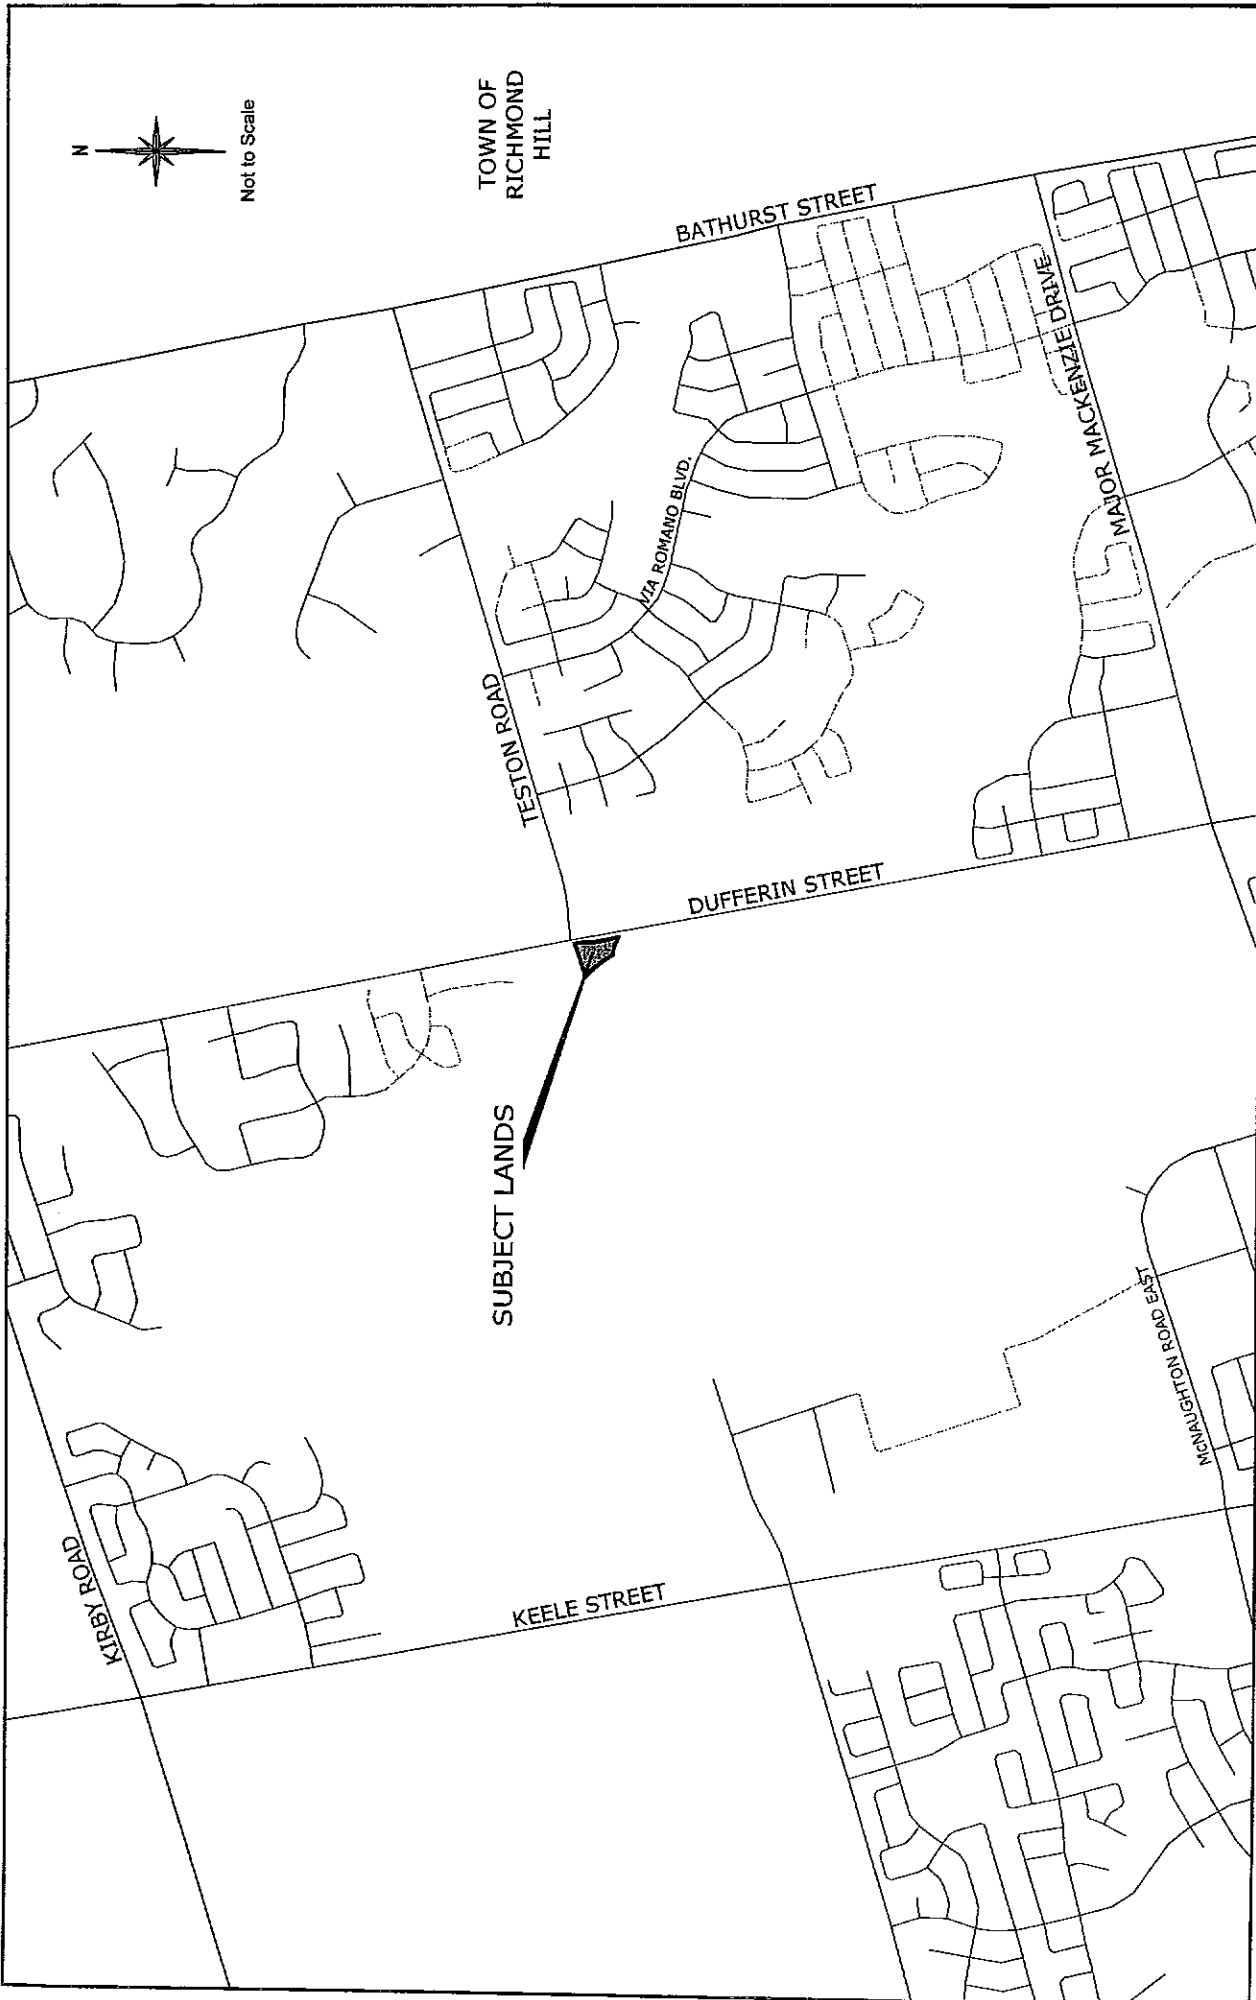 N
Not to Scale
TOWN OF
RICHMOND
HILL
BATHURST STREET
MAJOR MACKENZIE DRIVE
VIA ROMANO BLVD.
TESTON ROAD
DUFFERIN STREET
SUBJECT LANDS
McNAUGHTON ROAD EAST
KEELE STREET
KIRBY ROAD